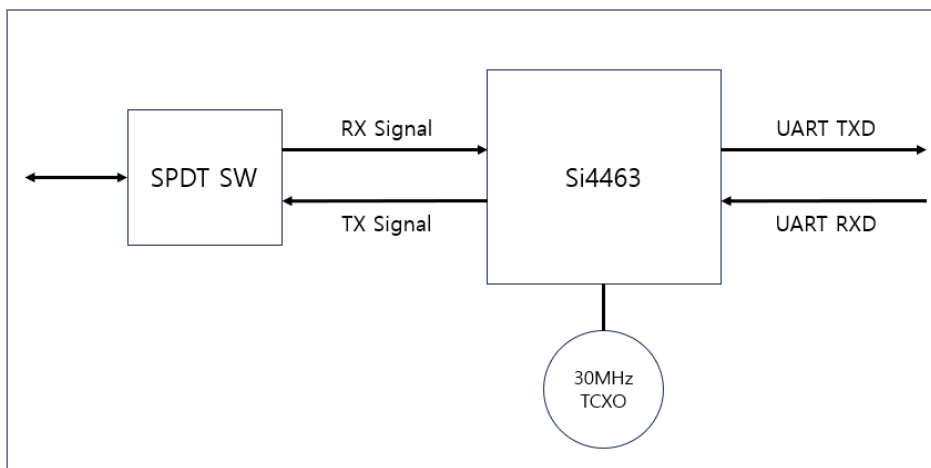 RX Signal
UART TXD
SPDT SW
Si4463
TX Signal
UART RXD
30MHz
TCXO